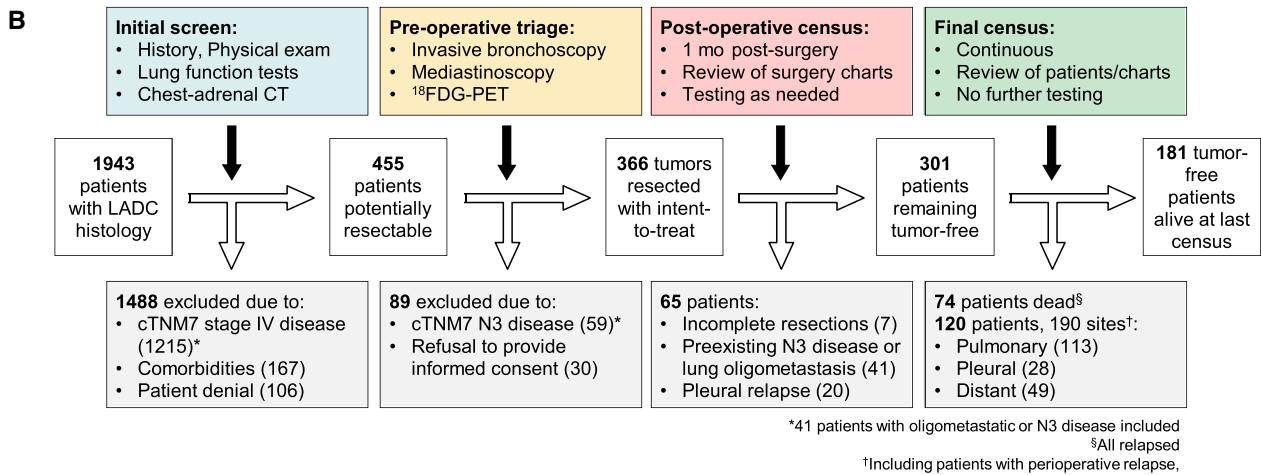 B
Initial screen:
• History, Physical exam
• Lung function tests
• Chest-adrenal CT
Pre-operative triage:
• Invasive bronchoscopy
• Mediastinoscopy
• ¹⁸FDG-PET
Post-operative census:
• 1 mo post-surgery
• Review of surgery charts
• Testing as needed
Final census:
• Continuous
• Review of patients/charts
• No further testing
1943
patients
with LADC
histology
455
patients
potentially
resectable
366 tumors
resected
with intent-
to-treat
301
patients
remaining
tumor-free
181 tumor-
free
patients
alive at last
census
1488 excluded due to:
• cTNM7 stage IV disease
(1215)*
• Comorbidities (167)
• Patient denial (106)
89 excluded due to:
• cTNM7 N3 disease (59)*
• Refusal to provide
informed consent (30)
65 patients:
• Incomplete resections (7)
• Preexisting N3 disease or
lung oligometastasis (41)
• Pleural relapse (20)
74 patients dead§
120 patients, 190 sites†:
• Pulmonary (113)
• Pleural (28)
• Distant (49)
*41 patients with oligometastatic or N3 disease included
§All relapsed
†Including patients with perioperative relapse,